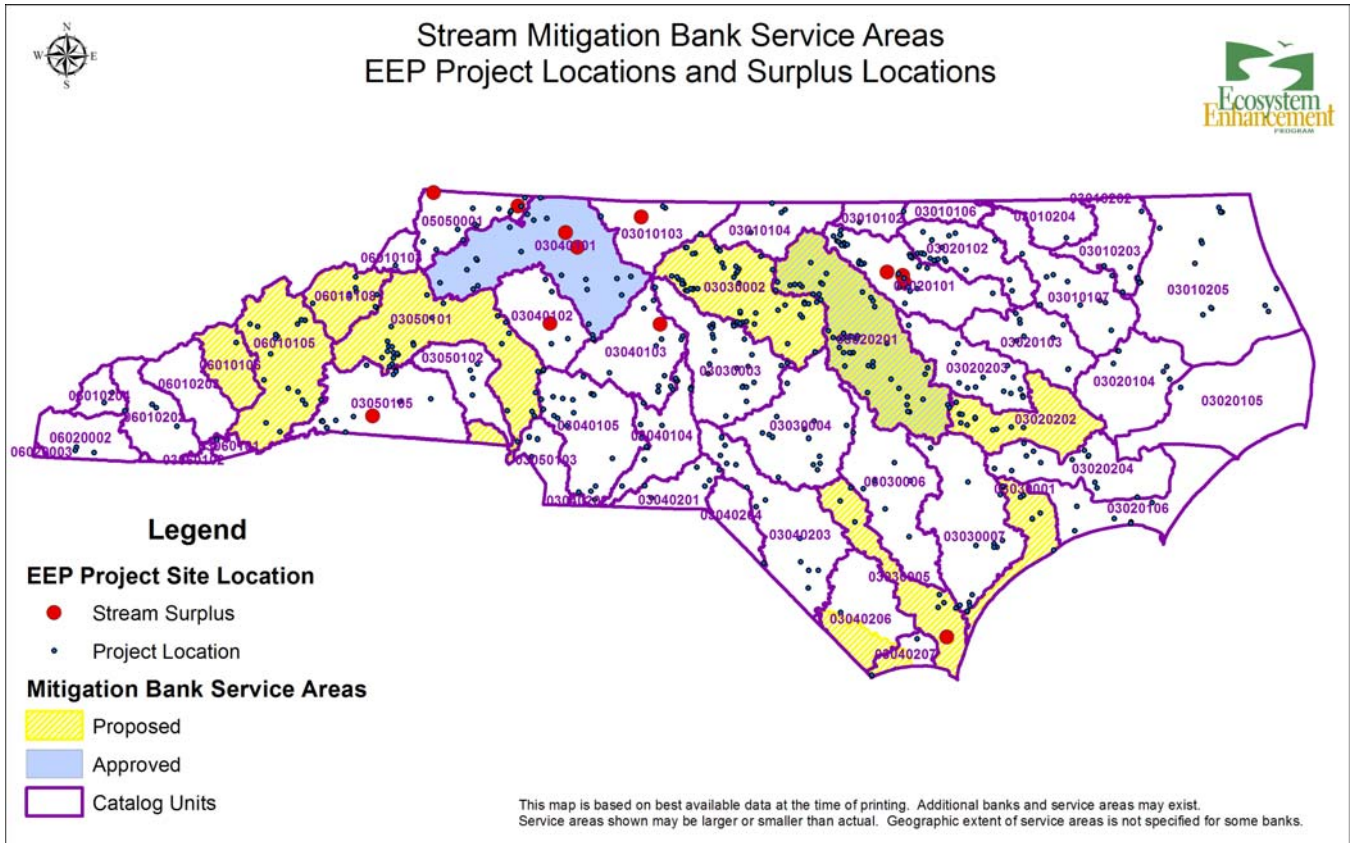 Stream Mitigation Bank Service Areas
EEP Project Locations and Surplus Locations
N
W
E
S
Ecosystem
Enhancement
PROGRAM
03010202
05050001
03010103
03010104
03010102
03010106
03010204
03020102
03010203
06010103
03020101
03010205
03010107
06010108
03030002
03050101
03040102
06010105
03020201
03020103
03040103
03050102
06010106
03020203
03020104
03030003
03020105
03050105
03020202
03030004
03040105
03040104
06020002
06020003
03050103
03020204
03040201
03030001
03020106
03040203
03030007
03040206
03040207
Legend
EEP Project Site Location
Stream Surplus
Project Location
Mitigation Bank Service Areas
Proposed
Approved
Catalog Units
This map is based on best available data at the time of printing. Additional banks and service areas may exist.
Service areas shown may be larger or smaller than actual. Geographic extent of service areas is not specified for some banks.